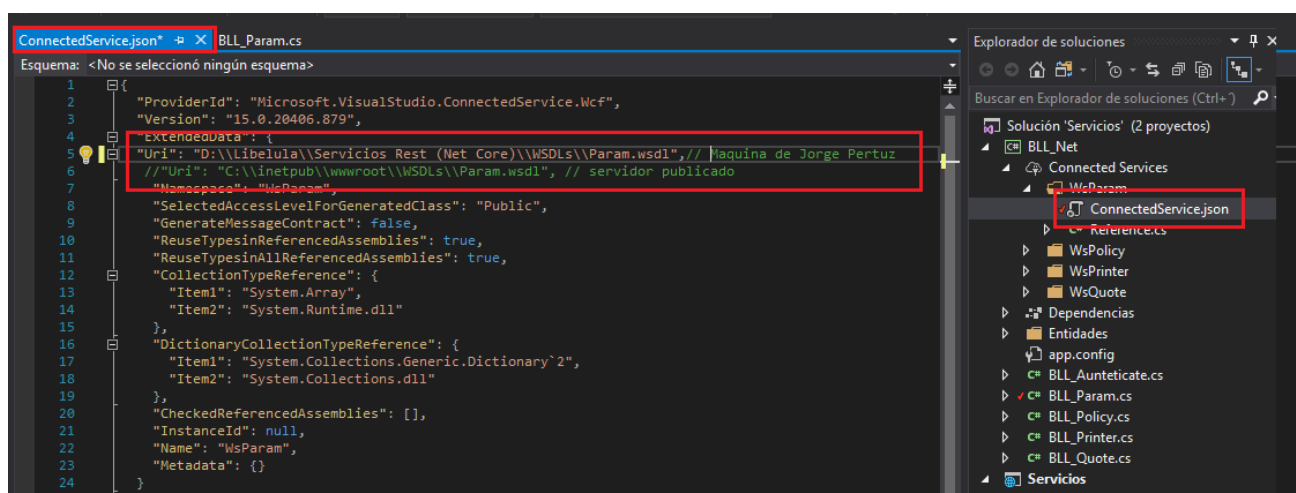 ConnectedService.json*
BLL_Param.cs
Esquema: <No se seleccionó ningún esquema>
1 {
2 "ProviderId": "Microsoft.VisualStudio.ConnectedService.Wcf",
3 "Version": "15.0.20406.879",
4 "ExtendedData": {
5 "Uri": "D:\\Libelula\\Servicios Rest (Net Core)\\WSDLs\\Param.wsdl",// Maquina de Jorge Pertuz
6 //"Uri": "C:\\inetpub\\wwwroot\\WSDLs\\Param.wsdl", // servidor publicado
7 "Namespace": "WsParam",
8 "SelectedAccessLevelForGeneratedClass": "Public",
9 "GenerateMessageContract": false,
10 "ReuseTypesinReferencedAssemblies": true,
11 "ReuseTypesinAllReferencedAssemblies": true,
12 "CollectionTypeReference": {
13 "Item1": "System.Array",
14 "Item2": "System.Runtime.dll"
15 },
16 "DictionaryCollectionTypeReference": {
17 "Item1": "System.Collections.Generic.Dictionary`2",
18 "Item2": "System.Collections.dll"
19 },
20 "CheckedReferencedAssemblies": [],
21 "InstanceId": null,
22 "Name": "WsParam",
23 "Metadata": {}
24 }
Explorador de soluciones
Buscar en Explorador de soluciones (Ctrl+´)
Solución 'Servicios' (2 proyectos)
C# BLL_Net
Connected Services
WsParam
ConnectedService.json
C# Reference.cs
WsPolicy
WsPrinter
WsQuote
Dependencias
Entidades
app.config
C# BLL_Aunteticate.cs
C# BLL_Param.cs
C# BLL_Policy.cs
C# BLL_Printer.cs
C# BLL_Quote.cs
Servicios